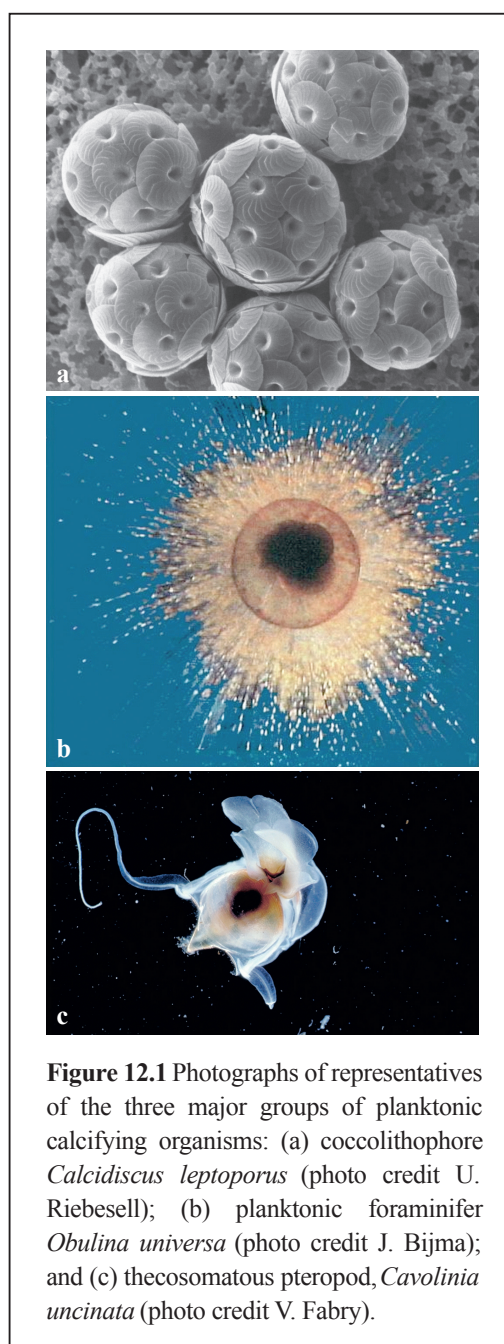 a
b
c
Figure 12.1 Photographs of representatives
of the three major groups of planktonic
calcifying organisms: (a) coccolithophore
Calcidiscus leptoporus (photo credit U.
Riebesell); (b) planktonic foraminifer
Obulina universa (photo credit J. Bijma);
and (c) thecosomatous pteropod, Cavolinia
uncinata (photo credit V. Fabry).